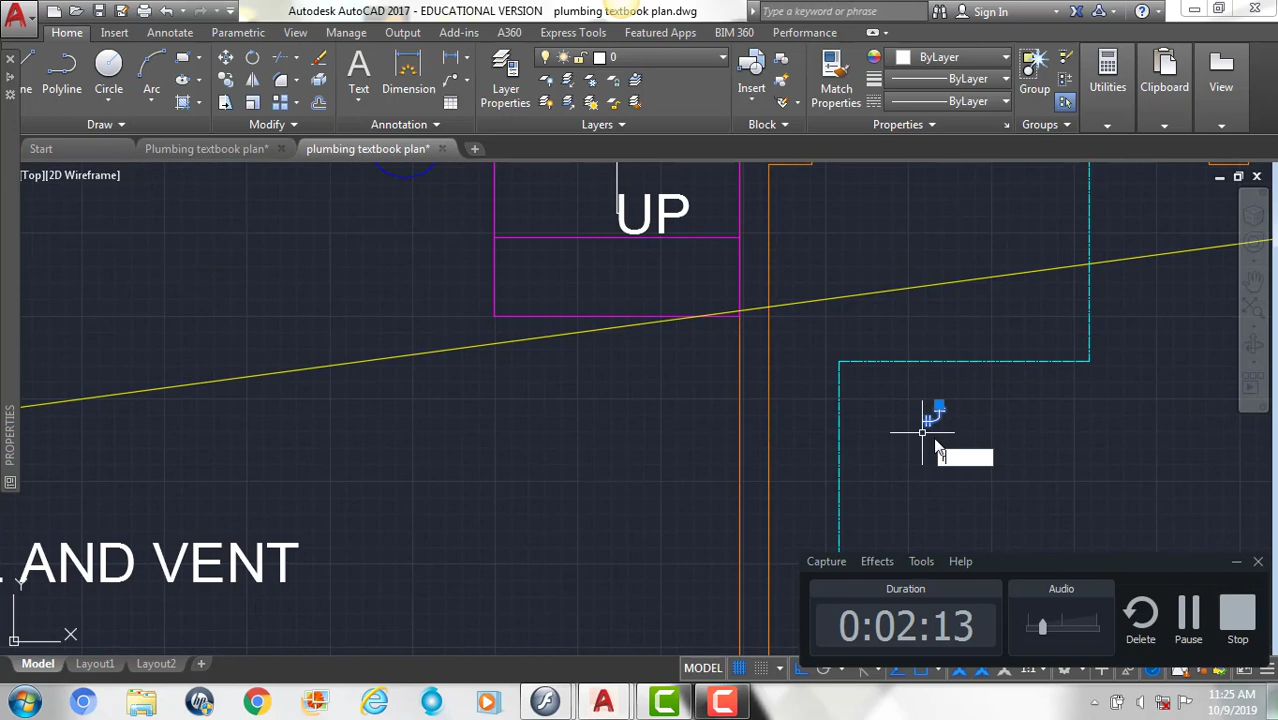 Autodesk AutoCAD 2017 - EDUCATIONAL VERSION plumbing textbook plan.dwg
Type a keyword or phrase
Sign In
Home Insert Annotate Parametric View Manage Output Add-ins A360 Express Tools Featured Apps BIM 360 Performance
Polyline Circle Arc
Text Dimension
Layer Properties
0
Insert
Match Properties
ByLayer
ByLayer
ByLayer
Group
Utilities Clipboard View
Draw Modify Annotation Layers Block Properties Groups
Start Plumbing textbook plan* plumbing textbook plan*
[Top][2D Wireframe]
UP
PROPERTIES
AND VENT
Y
X
Capture Effects Tools Help
Duration Audio
0:02:13
Delete Pause Stop
Model Layout1 Layout2
MODEL
1:1
11:25 AM
10/9/2019